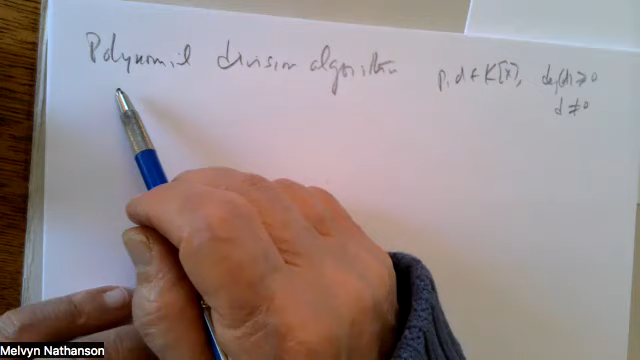 Polynomial division algorithm p, d ∈ K[x], deg(d) ≥ 0
d ≠ 0
Melvyn Nathanson